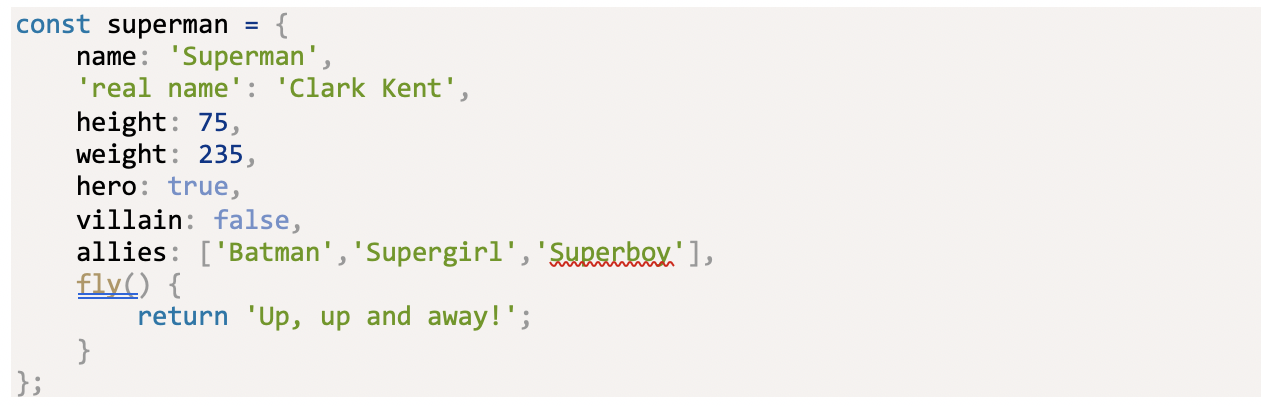 const superman = {
    name: 'Superman',
    'real name': 'Clark Kent',
    height: 75,
    weight: 235,
    hero: true,
    villain: false,
    allies: ['Batman','Supergirl','Superboy'],
    fly() {
        return 'Up, up and away!';
    }
};